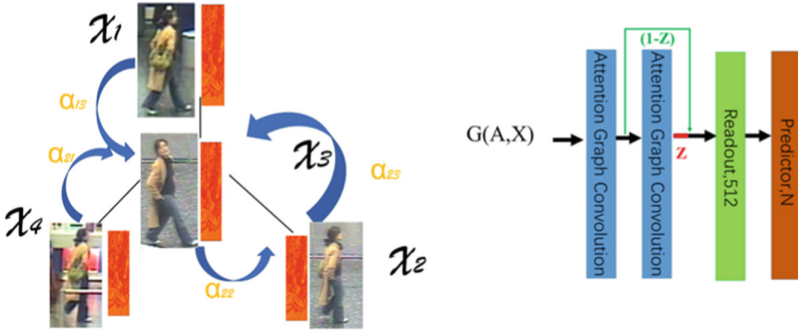 X1
α13
α21
X3
α23
X4
X2
α22
G(A,X)
Attention Graph Convolution
(1-Z)
Attention Graph Convolution
Z
Readout,512
Predictor,N